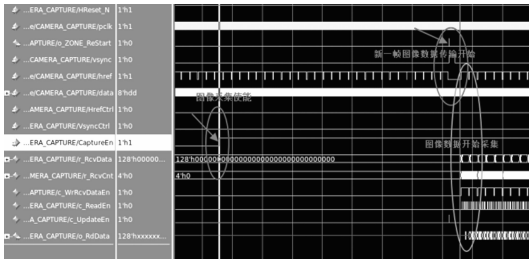 ...ERA_CAPTURE/HReset_N 1'h1
...e/CAMERA_CAPTURE/pclk 1'h1
...APTURE/o_ZONE_ReStart 1'h0
...CAMERA_CAPTURE/vsync 1'h0
...e/CAMERA_CAPTURE/href 1'h1
...e/CAMERA_CAPTURE/data 8'hdd
...AMERA_CAPTURE/HrefCtrl 1'h0
...ERA_CAPTURE/VsyncCtrl 1'h0
...ERA_CAPTURE/CaptureEn 1'h1
...ERA_CAPTURE/r_RcvData 128'h00000...
...MERA_CAPTURE/r_RcvCnt 4'h0
...APTURE/c_WrRcvDataEn 1'h0
...ERA_CAPTURE/c_ReadEn 1'h0
...A_CAPTURE/c_UpdateEn 1'h0
...ERA_CAPTURE/o_RdData 128'hxxxxxx...
新一帧图像数据传输开始
图像采集使能
图像数据开始采集
128'h00000000000000000000000000000000
4'h0